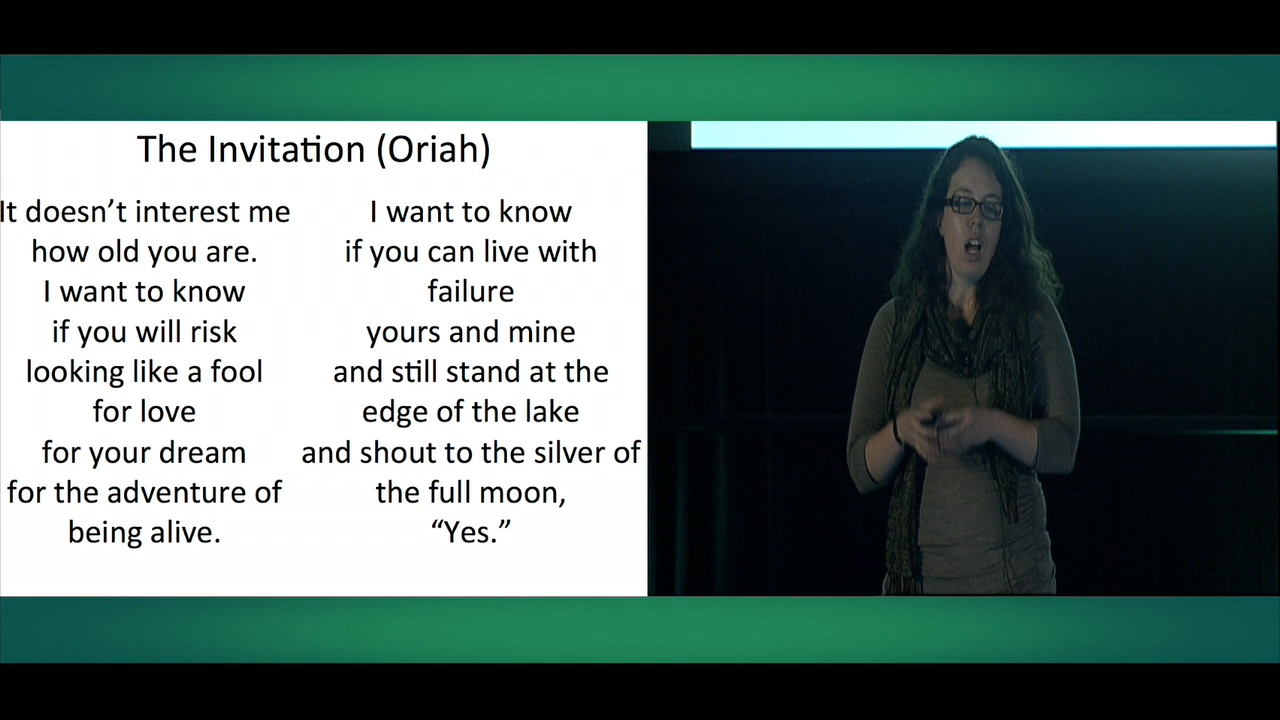 The Invitation (Oriah)
It doesn’t interest me
how old you are.
I want to know
if you will risk
looking like a fool
for love
for your dream
for the adventure of
being alive.
I want to know
if you can live with
failure
yours and mine
and still stand at the
edge of the lake
and shout to the silver of
the full moon,
“Yes.”